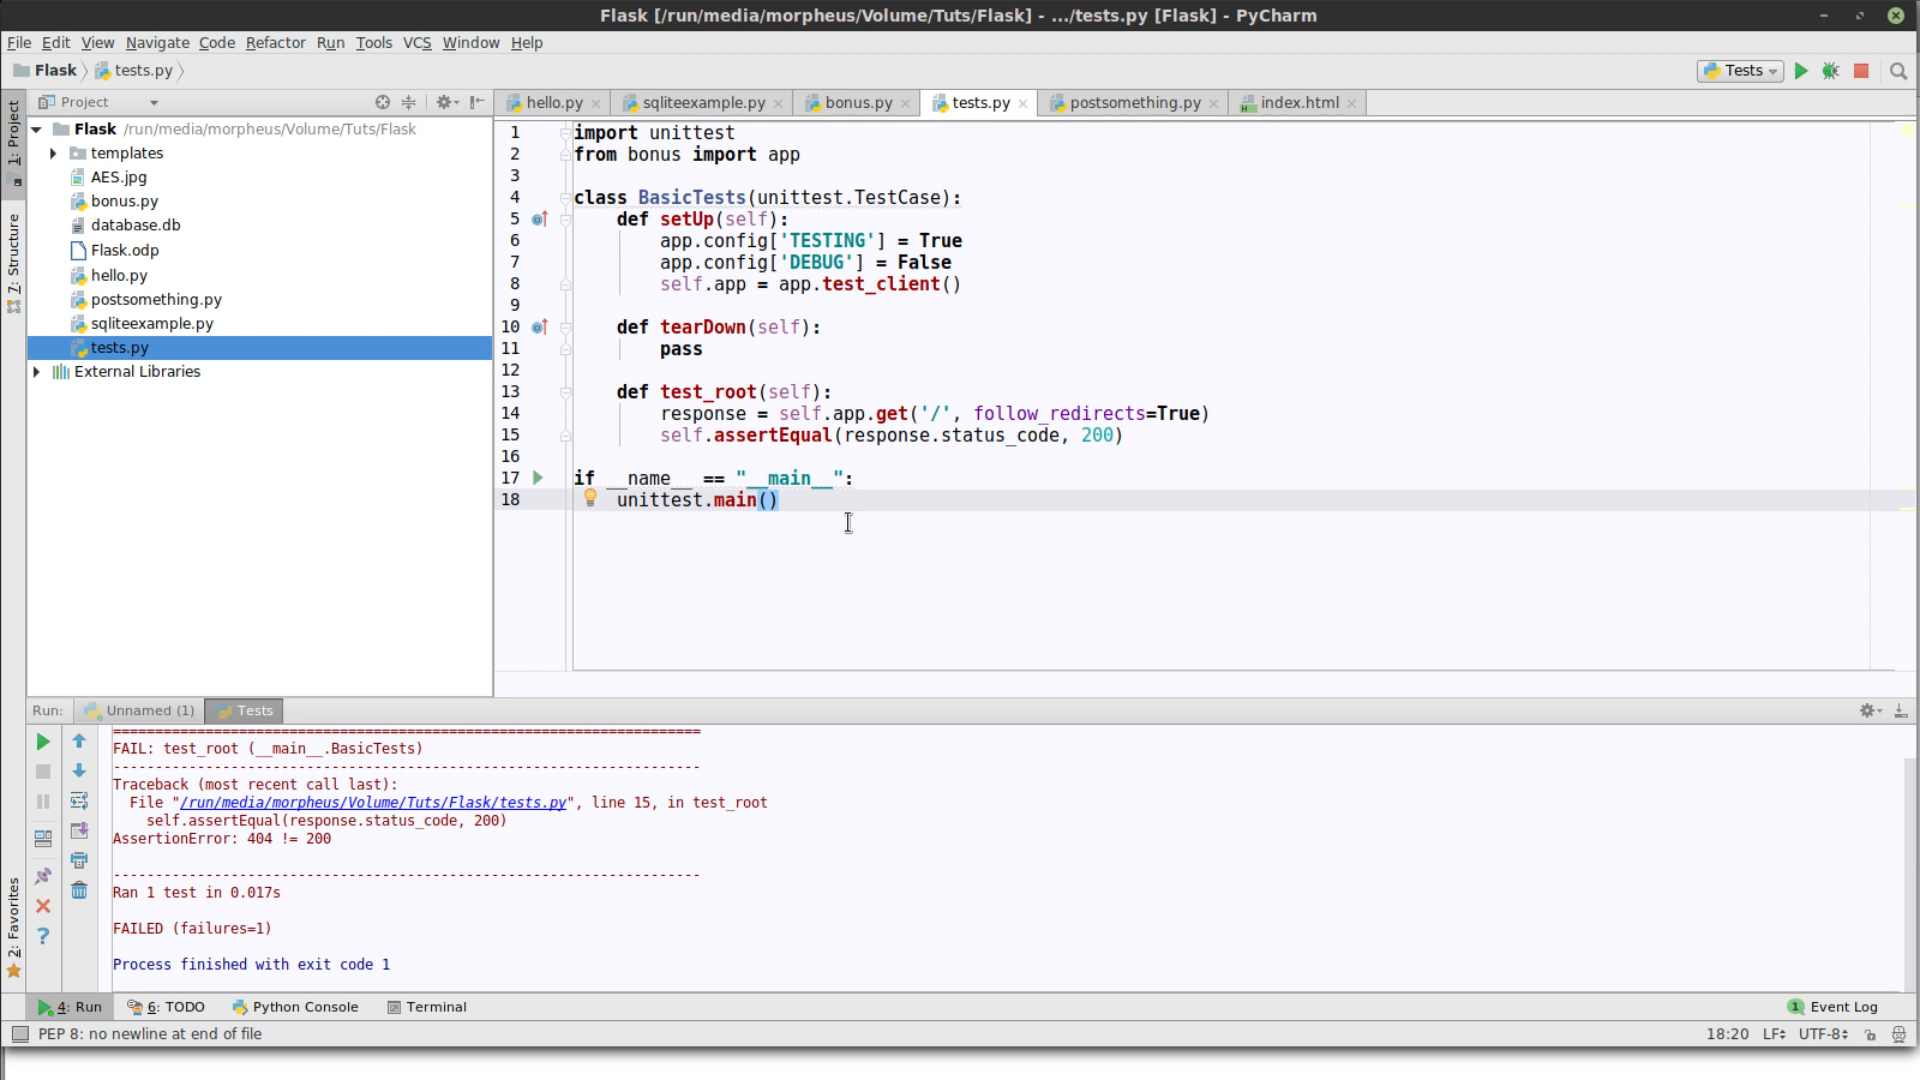 Flask [/run/media/morpheus/Volume/Tuts/Flask] - .../tests.py [Flask] - PyCharm
File Edit View Navigate Code Refactor Run Tools VCS Window Help
Flask tests.py Tests
1: Project
7: Structure
2: Favorites
Project
Flask /run/media/morpheus/Volume/Tuts/Flask
templates
AES.jpg
bonus.py
database.db
Flask.odp
hello.py
postsomething.py
sqliteexample.py
tests.py
External Libraries
hello.py sqliteexample.py bonus.py tests.py postsomething.py index.html
1 import unittest
2 from bonus import app
3
4 class BasicTests(unittest.TestCase):
5 def setUp(self):
6 app.config['TESTING'] = True
7 app.config['DEBUG'] = False
8 self.app = app.test_client()
9
10 def tearDown(self):
11 pass
12
13 def test_root(self):
14 response = self.app.get('/', follow_redirects=True)
15 self.assertEqual(response.status_code, 200)
16
17 if __name__ == "__main__":
18 unittest.main()
Run: Unnamed (1) Tests
======================================================================
FAIL: test_root (__main__.BasicTests)
----------------------------------------------------------------------
Traceback (most recent call last):
File "/run/media/morpheus/Volume/Tuts/Flask/tests.py", line 15, in test_root
self.assertEqual(response.status_code, 200)
AssertionError: 404 != 200
----------------------------------------------------------------------
Ran 1 test in 0.017s
FAILED (failures=1)
Process finished with exit code 1
4: Run 6: TODO Python Console Terminal 1 Event Log
PEP 8: no newline at end of file 18:20 LF UTF-8